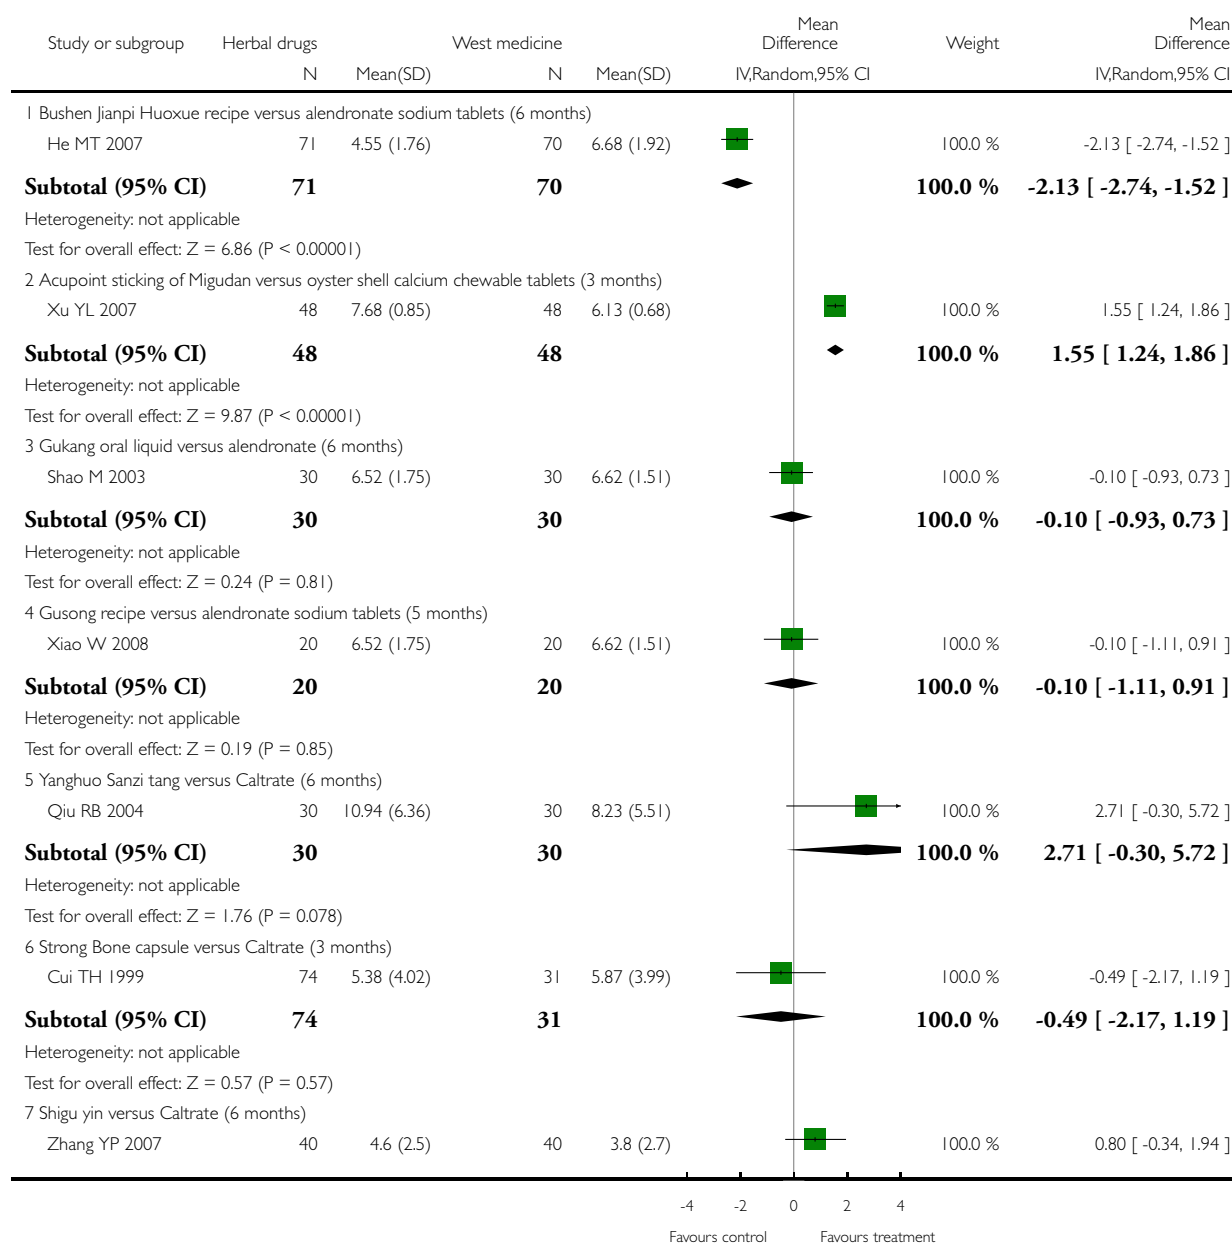 Mean Mean
Study or subgroup Herbal drugs West medicine Difference Weight Difference
N Mean(SD) N Mean(SD) IV,Random,95% CI IV,Random,95% CI
1 Bushen Jianpi Huoxue recipe versus alendronate sodium tablets (6 months)
He MT 2007 71 4.55 (1.76) 70 6.68 (1.92) 100.0 % -2.13 [ -2.74, -1.52 ]
Subtotal (95% CI) 71 70 100.0 % -2.13 [ -2.74, -1.52 ]
Heterogeneity: not applicable
Test for overall effect: Z = 6.86 (P < 0.00001)
2 Acupoint sticking of Migudan versus oyster shell calcium chewable tablets (3 months)
Xu YL 2007 48 7.68 (0.85) 48 6.13 (0.68) 100.0 % 1.55 [ 1.24, 1.86 ]
Subtotal (95% CI) 48 48 100.0 % 1.55 [ 1.24, 1.86 ]
Heterogeneity: not applicable
Test for overall effect: Z = 9.87 (P < 0.00001)
3 Gukang oral liquid versus alendronate (6 months)
Shao M 2003 30 6.52 (1.75) 30 6.62 (1.51) 100.0 % -0.10 [ -0.93, 0.73 ]
Subtotal (95% CI) 30 30 100.0 % -0.10 [ -0.93, 0.73 ]
Heterogeneity: not applicable
Test for overall effect: Z = 0.24 (P = 0.81)
4 Gusong recipe versus alendronate sodium tablets (5 months)
Xiao W 2008 20 6.52 (1.75) 20 6.62 (1.51) 100.0 % -0.10 [ -1.11, 0.91 ]
Subtotal (95% CI) 20 20 100.0 % -0.10 [ -1.11, 0.91 ]
Heterogeneity: not applicable
Test for overall effect: Z = 0.19 (P = 0.85)
5 Yanghuo Sanzi tang versus Caltrate (6 months)
Qiu RB 2004 30 10.94 (6.36) 30 8.23 (5.51) 100.0 % 2.71 [ -0.30, 5.72 ]
Subtotal (95% CI) 30 30 100.0 % 2.71 [ -0.30, 5.72 ]
Heterogeneity: not applicable
Test for overall effect: Z = 1.76 (P = 0.078)
6 Strong Bone capsule versus Caltrate (3 months)
Cui TH 1999 74 5.38 (4.02) 31 5.87 (3.99) 100.0 % -0.49 [ -2.17, 1.19 ]
Subtotal (95% CI) 74 31 100.0 % -0.49 [ -2.17, 1.19 ]
Heterogeneity: not applicable
Test for overall effect: Z = 0.57 (P = 0.57)
7 Shigu yin versus Caltrate (6 months)
Zhang YP 2007 40 4.6 (2.5) 40 3.8 (2.7) 100.0 % 0.80 [ -0.34, 1.94 ]
-4 -2 0 2 4
Favours control Favours treatment